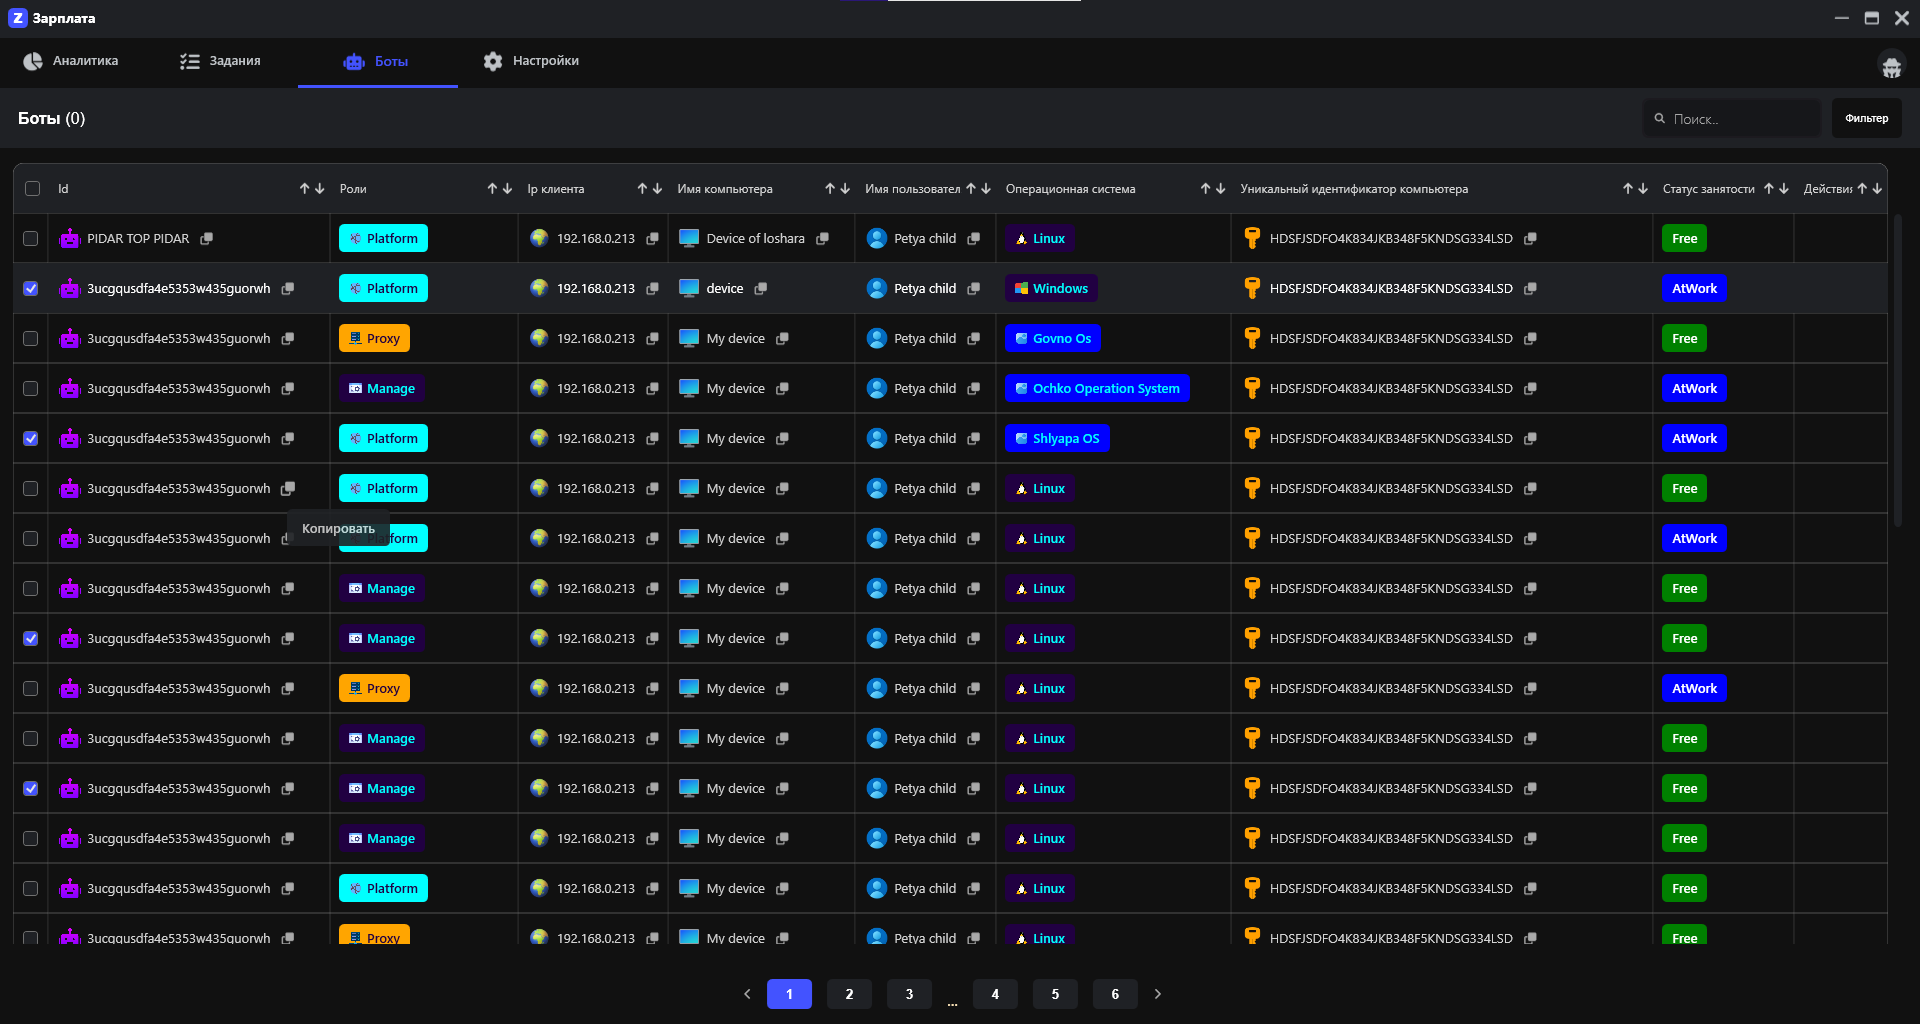 Z Зарплата
Аналитика Задания Боты Настройки
Боты (0) Поиск.. Фильтер
Id Роли Ip клиента Имя компьютера Имя пользовател Операционная система Уникальный идентификатор компьютера Статус занятости Действия
PIDAR TOP PIDAR Platform 192.168.0.213 Device of loshara Petya child Linux HDSFJSDFO4K834JKB348F5KNDSG334LSD Free
3ucgqusdfa4e5353w435guorwh Platform 192.168.0.213 device Petya child Windows HDSFJSDFO4K834JKB348F5KNDSG334LSD AtWork
3ucgqusdfa4e5353w435guorwh Proxy 192.168.0.213 My device Petya child Govno Os HDSFJSDFO4K834JKB348F5KNDSG334LSD Free
3ucgqusdfa4e5353w435guorwh Manage 192.168.0.213 My device Petya child Ochko Operation System HDSFJSDFO4K834JKB348F5KNDSG334LSD AtWork
3ucgqusdfa4e5353w435guorwh Platform 192.168.0.213 My device Petya child Shlyapa OS HDSFJSDFO4K834JKB348F5KNDSG334LSD AtWork
3ucgqusdfa4e5353w435guorwh Platform 192.168.0.213 My device Petya child Linux HDSFJSDFO4K834JKB348F5KNDSG334LSD Free
Копировать
3ucgqusdfa4e5353w435guorwh Platform 192.168.0.213 My device Petya child Linux HDSFJSDFO4K834JKB348F5KNDSG334LSD AtWork
3ucgqusdfa4e5353w435guorwh Manage 192.168.0.213 My device Petya child Linux HDSFJSDFO4K834JKB348F5KNDSG334LSD Free
3ucgqusdfa4e5353w435guorwh Manage 192.168.0.213 My device Petya child Linux HDSFJSDFO4K834JKB348F5KNDSG334LSD Free
3ucgqusdfa4e5353w435guorwh Proxy 192.168.0.213 My device Petya child Linux HDSFJSDFO4K834JKB348F5KNDSG334LSD AtWork
3ucgqusdfa4e5353w435guorwh Manage 192.168.0.213 My device Petya child Linux HDSFJSDFO4K834JKB348F5KNDSG334LSD Free
3ucgqusdfa4e5353w435guorwh Manage 192.168.0.213 My device Petya child Linux HDSFJSDFO4K834JKB348F5KNDSG334LSD Free
3ucgqusdfa4e5353w435guorwh Manage 192.168.0.213 My device Petya child Linux HDSFJSDFO4K834JKB348F5KNDSG334LSD Free
3ucgqusdfa4e5353w435guorwh Platform 192.168.0.213 My device Petya child Linux HDSFJSDFO4K834JKB348F5KNDSG334LSD Free
3ucgqusdfa4e5353w435guorwh Proxy 192.168.0.213 My device Petya child Linux HDSFJSDFO4K834JKB348F5KNDSG334LSD Free
1 2 3 ... 4 5 6